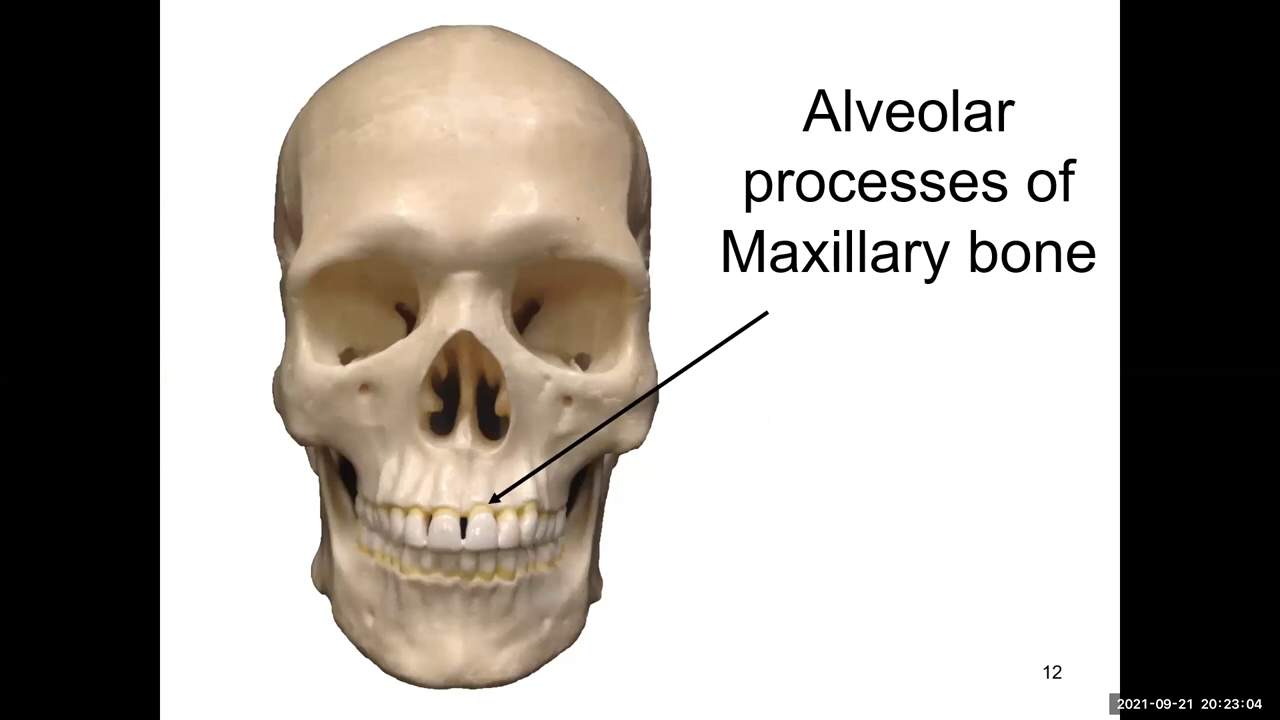 Alveolar
processes of
Maxillary bone
12
2021-09-21 20:23:04